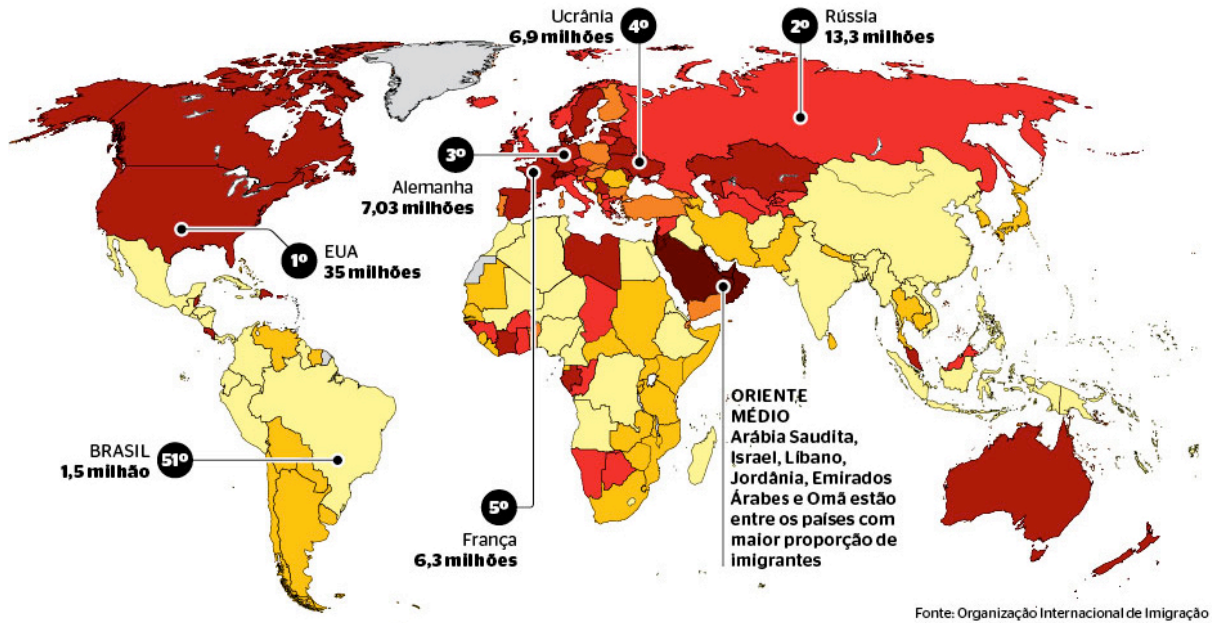 Ucrânia
6,9 milhões
4º
2º
Rússia
13,3 milhões
3º
Alemanha
7,03 milhões
1º
EUA
35 milhões
BRASIL
1,5 milhão
51º
5º
França
6,3 milhões
ORIENTE
MÉDIO
Arábia Saudita,
Israel, Líbano,
Jordânia, Emirados
Árabes e Omã estão
entre os países com
maior proporção de
imigrantes
Fonte: Organização Internacional de Imigração